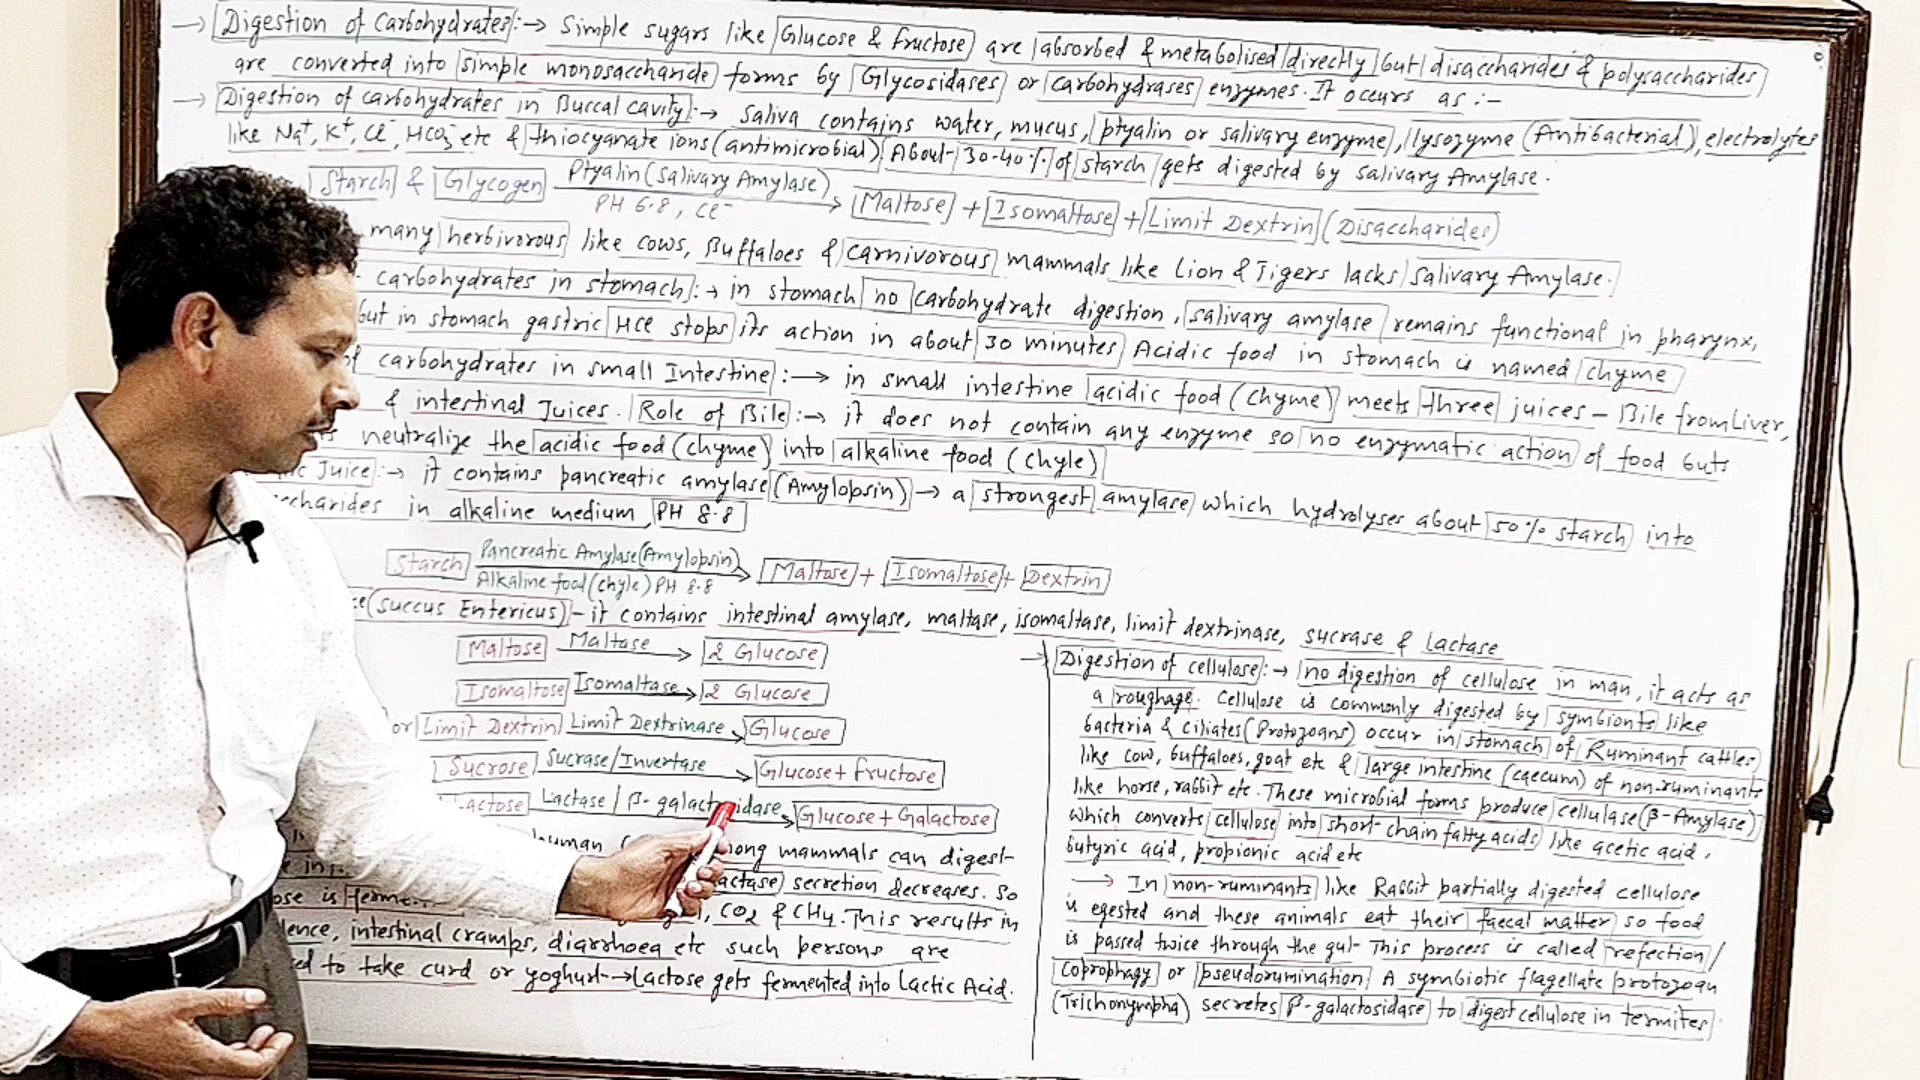 → Digestion of Carbohydrates:→ Simple sugars like Glucose & fructose are absorbed & metabolised directly but disaccharides & polysaccharides
are converted into simple monosaccharide forms by Glycosidases or carbohydrases enzymes. It occurs as :-
→ Digestion of carbohydrates in Buccal cavity:→ Saliva contains water, mucus, ptyalin or salivary enzyme, lysozyme (Antibacterial), electrolytes
like Na+, K+, Cl-, HCO3- etc & thiocyanate ions (antimicrobial) About 30-40% of starch gets digested by salivary Amylase.
Starch & Glycogen Ptyalin (Salivary Amylase) PH 6.8, Cl- → Maltose + Isomaltose + Limit Dextrin (Disaccharides)
many herbivorous like cows, Buffaloes & carnivorous mammals like Lion & Tigers lacks salivary Amylase.
carbohydrates in stomach:→ in stomach no carbohydrate digestion, salivary amylase remains functional in pharynx,
but in stomach gastric HCl stops its action in about 30 minutes Acidic food in stomach is named chyme
of carbohydrates in small Intestine:→ in small intestine acidic food (chyme) meets three juices – Bile from Liver,
& intestinal Juices. Role of Bile:→ it does not contain any enzyme so no enzymatic action of food buts
neutralize the acidic food (chyme) into alkaline food (chyle)
Juice:→ it contains pancreatic amylase (Amylopsin) → a strongest amylase which hydrolyses about 50% starch into
in alkaline medium, PH 8.8
Starch Pancreatic Amylase (Amylopsin) Alkaline food (chyle) PH 8.8 → Maltose + Isomaltose + Dextrin
(Succus Entericus) – it contains intestinal amylase, maltase, isomaltase, limit dextrinase, sucrase & lactase
Maltose Maltase → 2 Glucose
Isomaltose Isomaltase → 2 Glucose
or Limit Dextrin Limit Dextrinase → Glucose
Sucrose Sucrase/Invertase → Glucose + fructose
Lactose Lactase / β-galactosidase → Glucose + Galactose
human mammals can digest
secretion decreases. So
is CO2 & CH4. This results in
intestinal cramps, diarrhoea etc such persons are
to take curd or yoghurt → Lactose gets fermented into Lactic Acid.
→ Digestion of cellulose:→ no digestion of cellulose in man, it acts as
a roughage. Cellulose is commonly digested by symbionts like
bacteria & ciliates (Protozoans) occur in stomach of Ruminant cattles
like cow, buffaloes, goat etc & large intestine (caecum) of non-ruminants
like horse, rabbit etc. These microbial forms produce cellulase (β-Amylase)
which converts cellulose into short-chain fatty acids like acetic acid,
butyric acid, propionic acid etc
→ In non-ruminants like Rabbit partially digested cellulose
is egested and these animals eat their faecal matter so food
is passed twice through the gut- This process is called refection/
coprophagy or pseudorumination A symbiotic flagellate protozoan
(Trichonympha) secretes β-galactosidase to digest cellulose in termites.